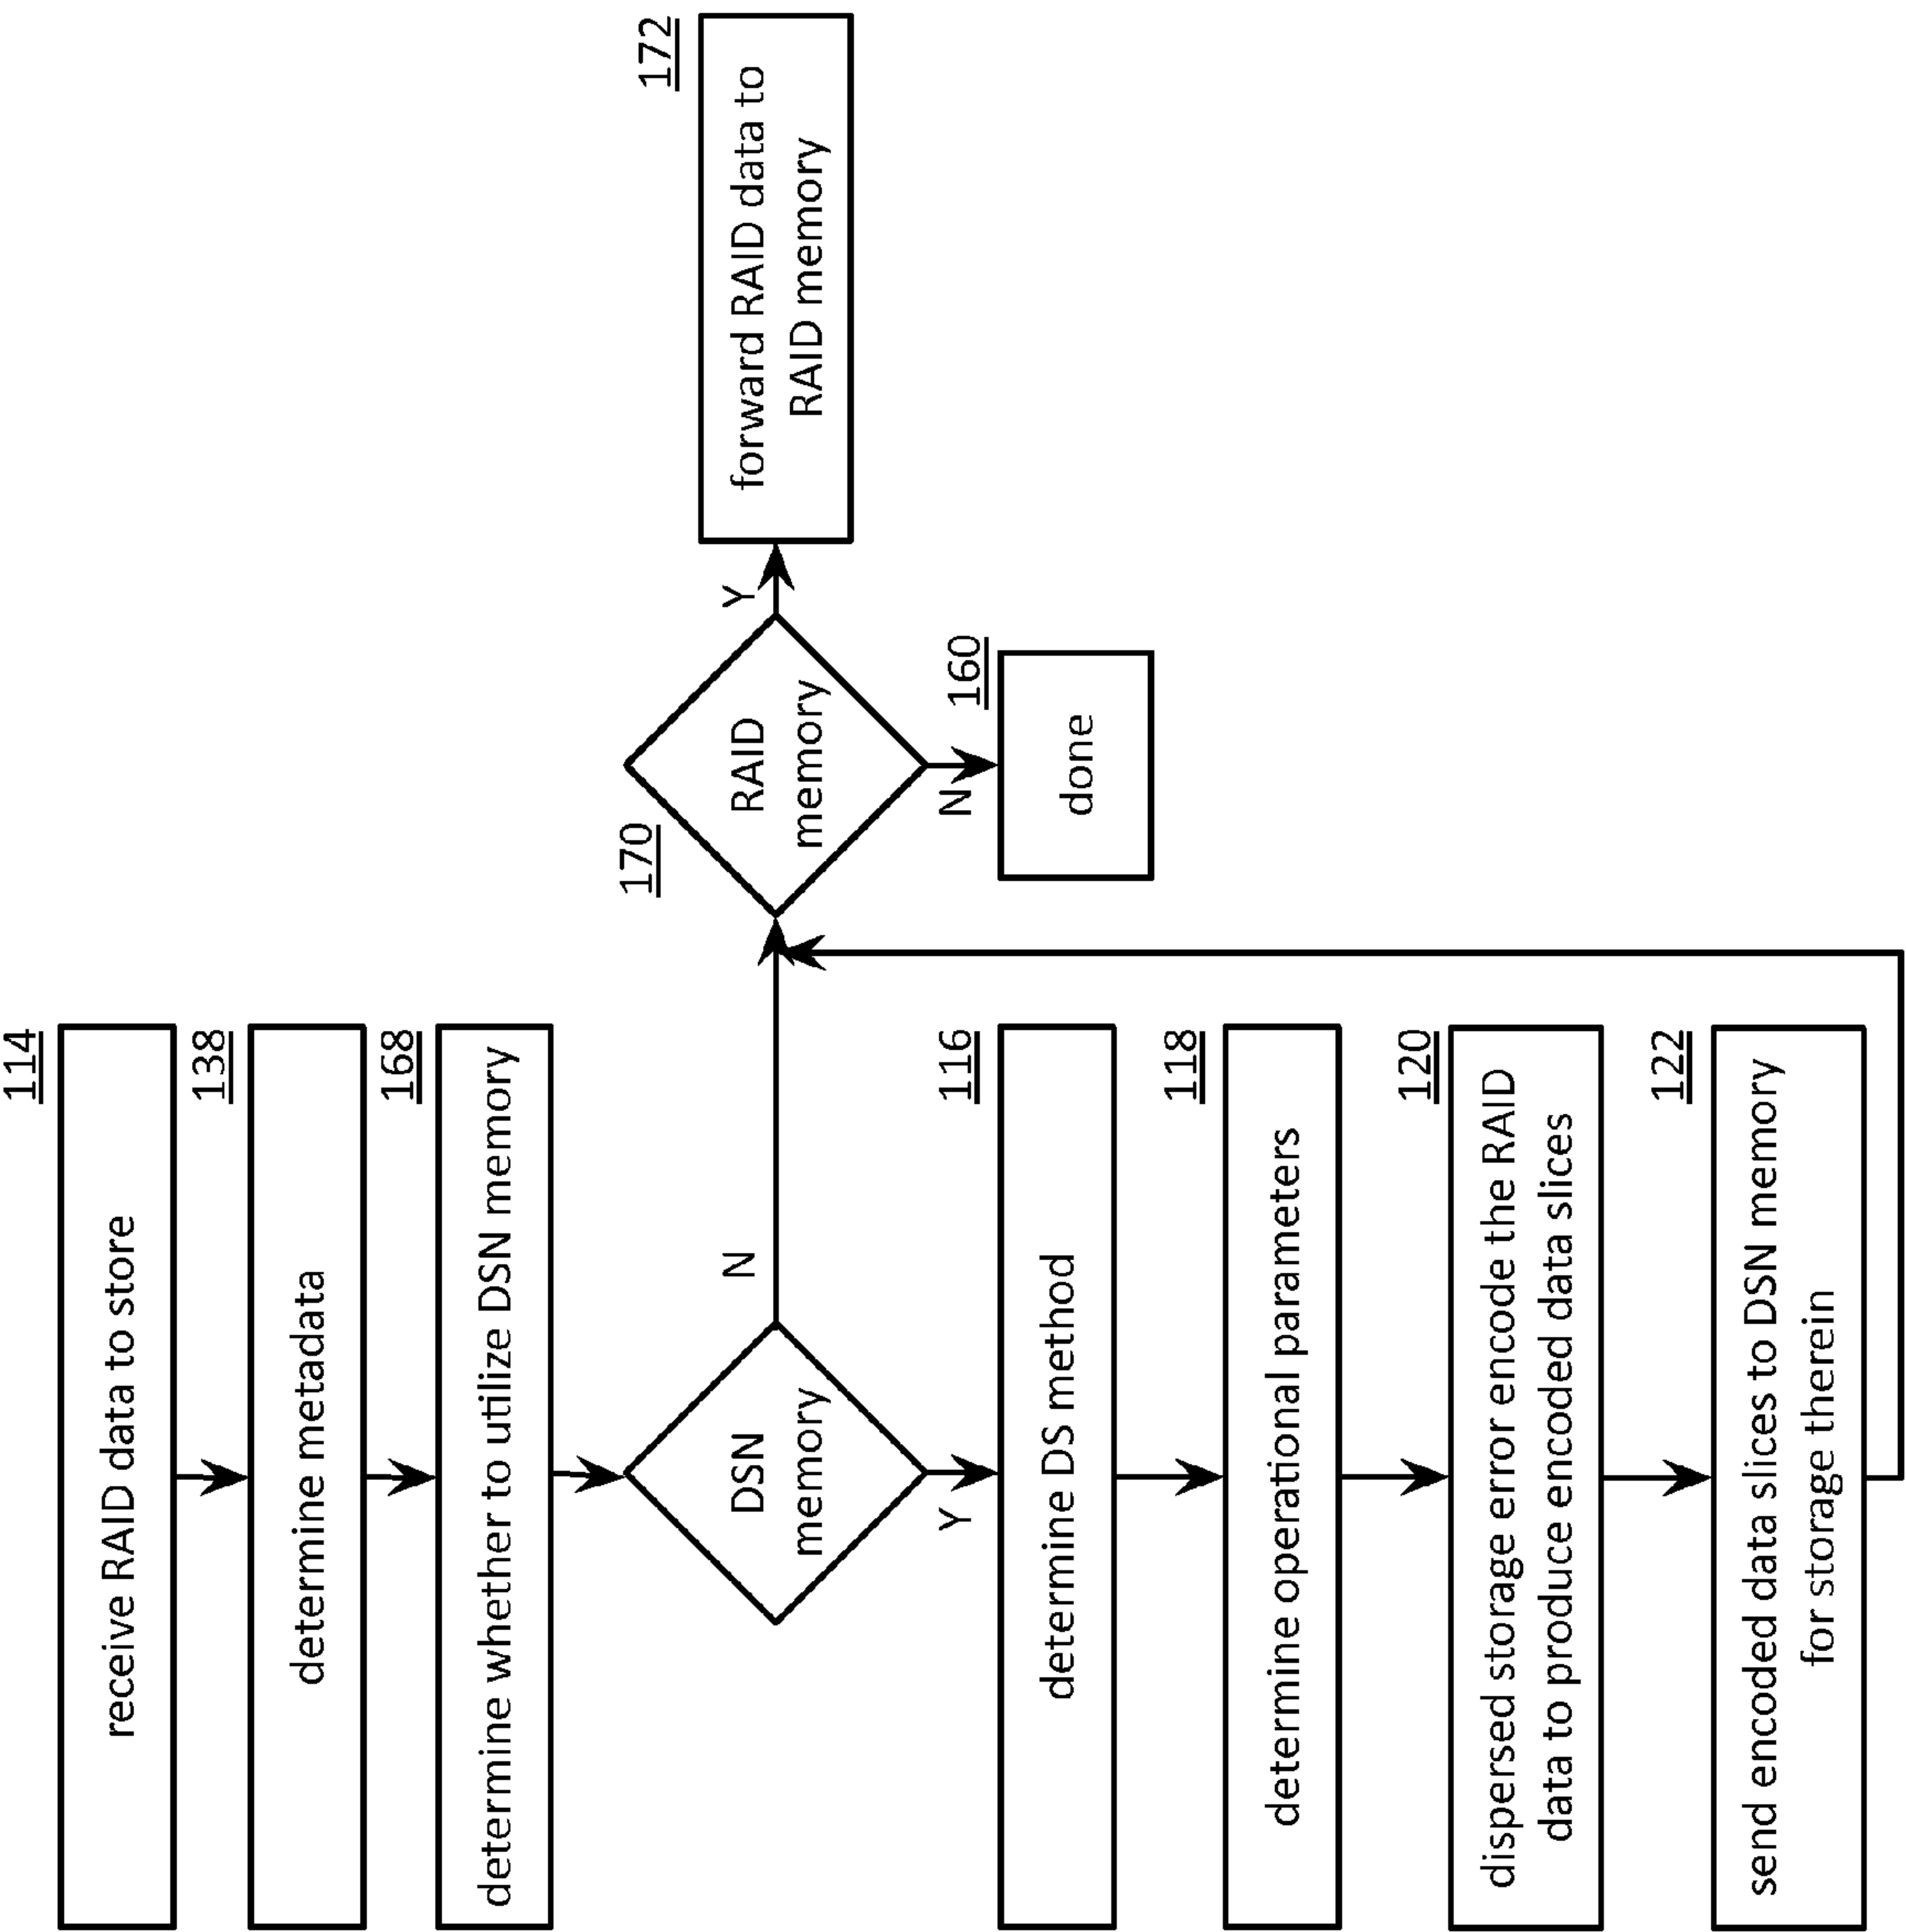 114
receive RAID data to store
138
determine metadata
168
determine whether to utilize DSN memory
DSN
memory
N
Y
116
determine DS method
118
determine operational parameters
120
dispersed storage error encode the RAID
data to produce encoded data slices
122
send encoded data slices to DSN memory
for storage therein
170
RAID
memory
Y
N
172
forward RAID data to
RAID memory
160
done